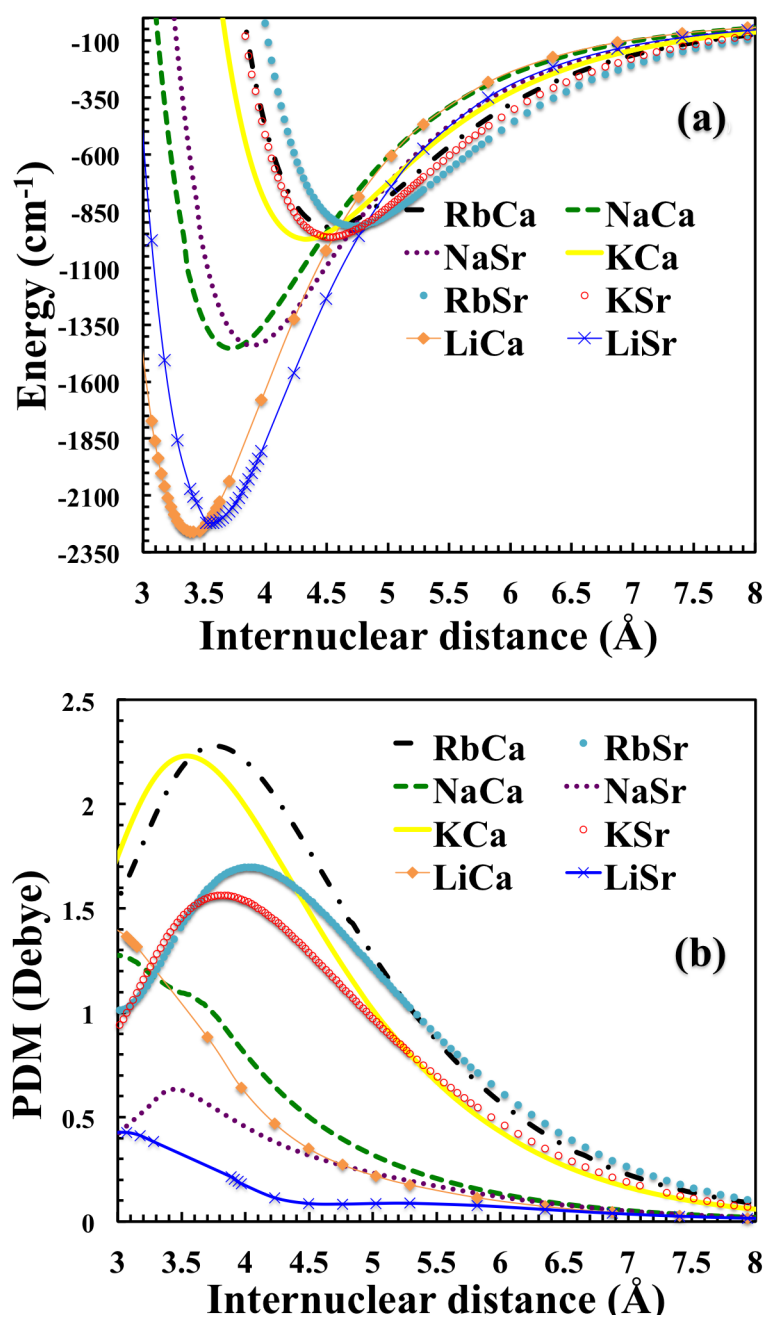 -100
-350
-600
-850
-1100
-1350
-1600
-1850
-2100
-2350
Energy (cm-1)
(a)
RbCa NaCa
NaSr KCa
RbSr KSr
LiCa LiSr
3 3.5 4 4.5 5 5.5 6 6.5 7 7.5 8
Internuclear distance (Å)
2.5
2
1.5
1
0.5
0
PDM (Debye)
RbCa RbSr
NaCa NaSr
KCa KSr
LiCa LiSr
(b)
3 3.5 4 4.5 5 5.5 6 6.5 7 7.5 8
Internuclear distance (Å)